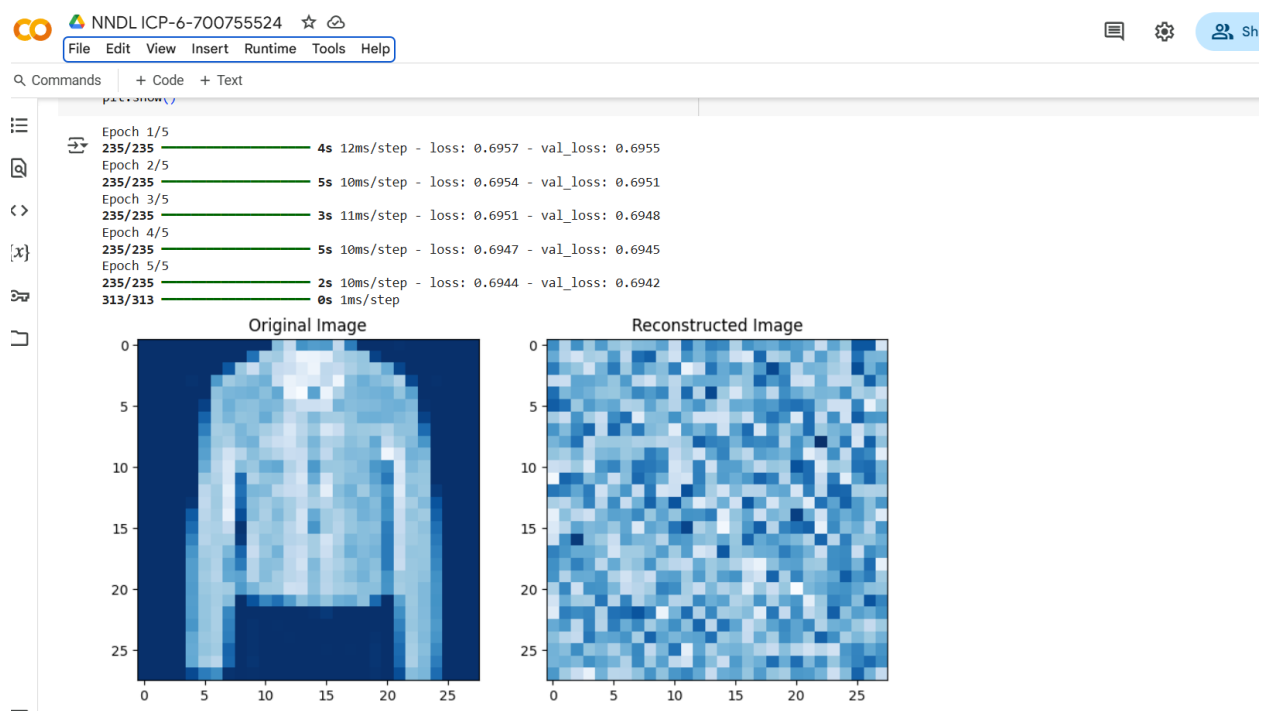 NNDL ICP-6-700755524
File Edit View Insert Runtime Tools Help
Sh
Commands + Code + Text
plt.show()
Epoch 1/5
235/235 ━━━━━━━━━━━━━━━━━━━━ 4s 12ms/step - loss: 0.6957 - val_loss: 0.6955
Epoch 2/5
235/235 ━━━━━━━━━━━━━━━━━━━━ 5s 10ms/step - loss: 0.6954 - val_loss: 0.6951
Epoch 3/5
235/235 ━━━━━━━━━━━━━━━━━━━━ 3s 11ms/step - loss: 0.6951 - val_loss: 0.6948
Epoch 4/5
235/235 ━━━━━━━━━━━━━━━━━━━━ 5s 10ms/step - loss: 0.6947 - val_loss: 0.6945
Epoch 5/5
235/235 ━━━━━━━━━━━━━━━━━━━━ 2s 10ms/step - loss: 0.6944 - val_loss: 0.6942
313/313 ━━━━━━━━━━━━━━━━━━━━ 0s 1ms/step
Original Image Reconstructed Image
0 0
5 5
10 10
15 15
20 20
25 25
0 5 10 15 20 25 0 5 10 15 20 25